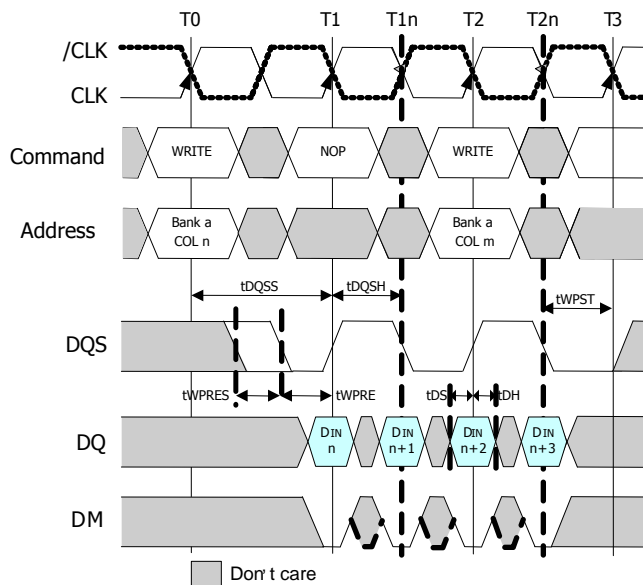 T0 T1 T1n T2 T2n T3
/CLK
CLK
Command WRITE NOP WRITE
Address Bank a COL n Bank a COL m
tDQSS tDQSH tWPST
DQS
tWPRES tWPRE tDS tDH
DQ DIN n DIN n+1 DIN n+2 DIN n+3
DM
Don't care